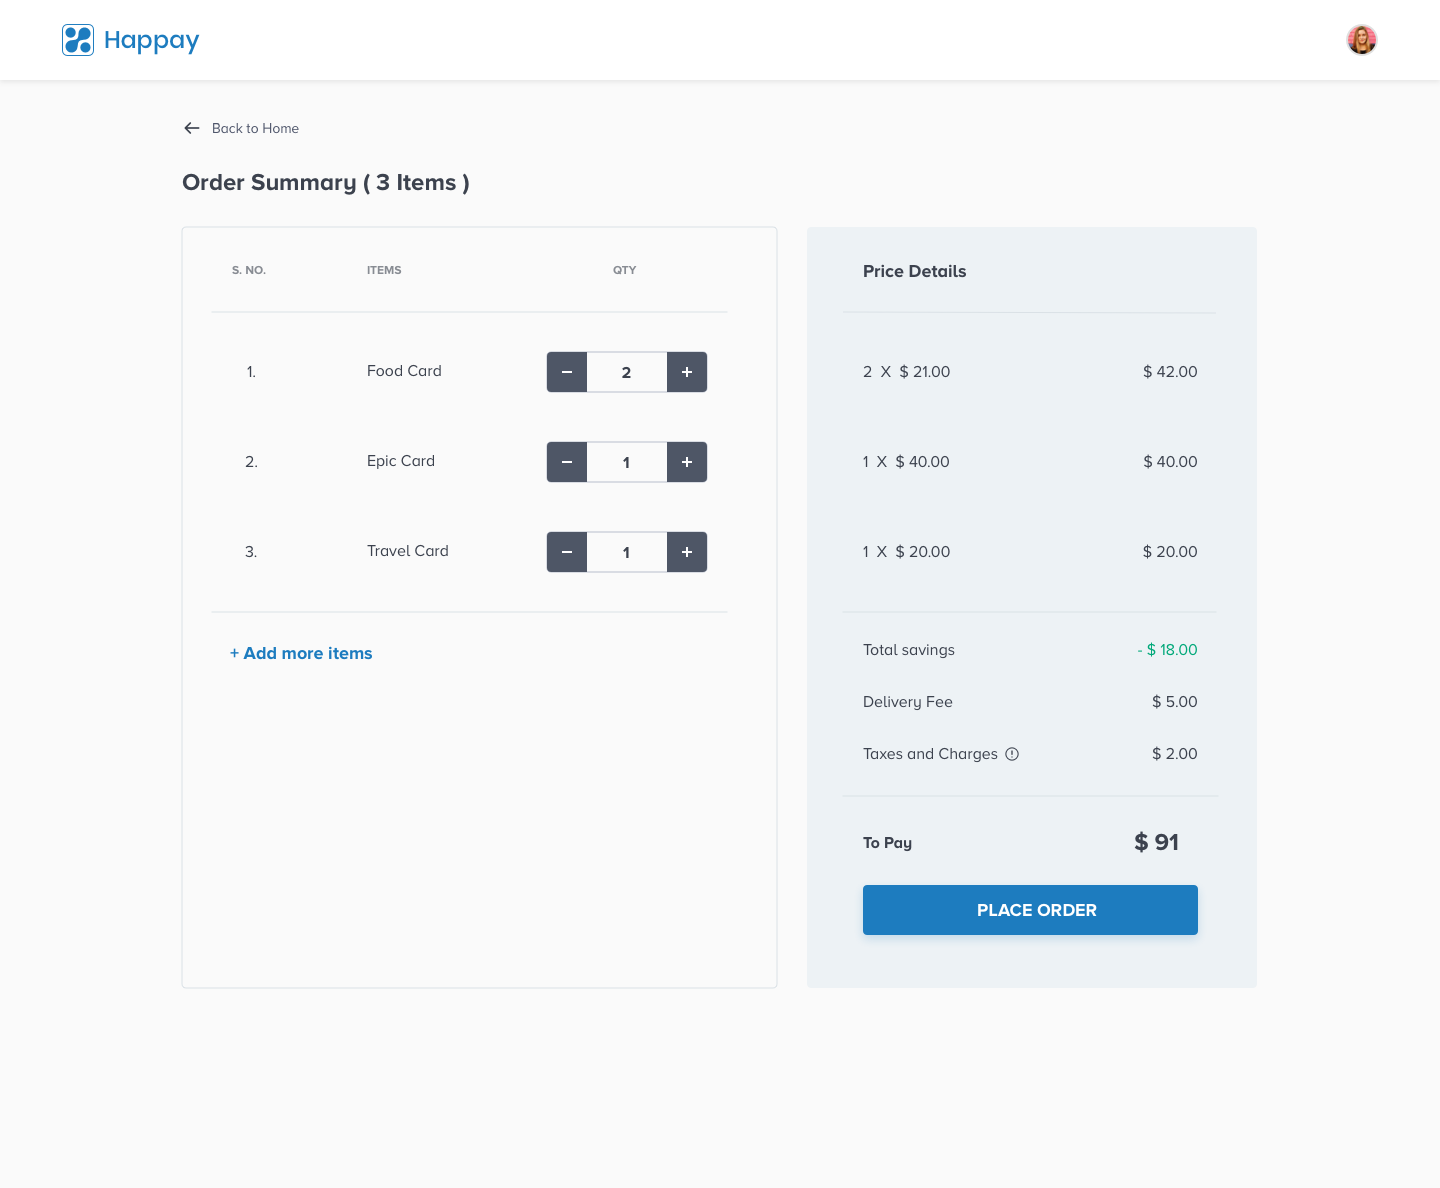 Happay
Back to Home
Order Summary ( 3 Items )
S. NO. ITEMS QTY
1. Food Card − 2 +
2. Epic Card − 1 +
3. Travel Card − 1 +
+ Add more items
Price Details
2 X $ 21.00 $ 42.00
1 X $ 40.00 $ 40.00
1 X $ 20.00 $ 20.00
Total savings - $ 18.00
Delivery Fee $ 5.00
Taxes and Charges $ 2.00
To Pay $ 91
PLACE ORDER